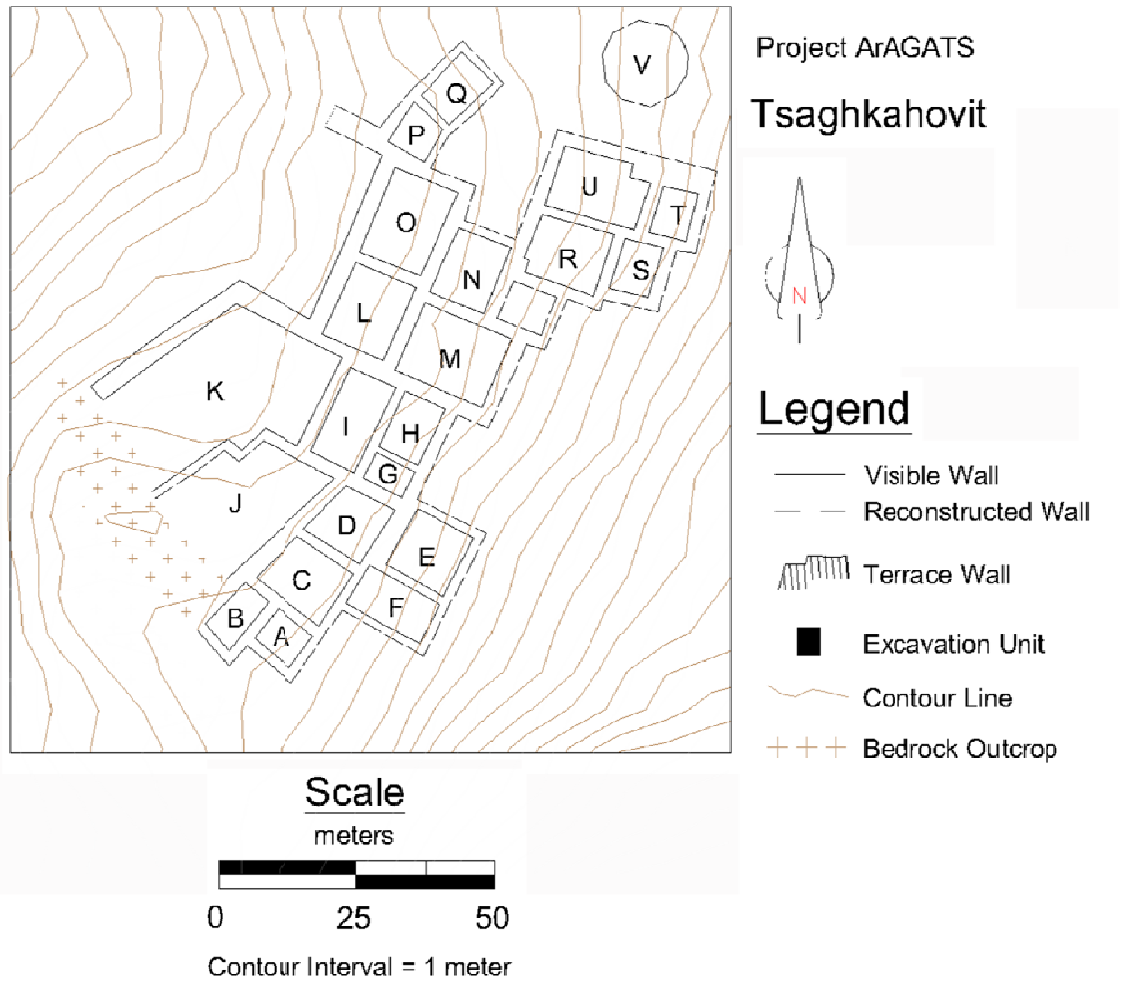 Project ArAGATS
Tsaghkahovit
N
Legend
Visible Wall
Reconstructed Wall
Terrace Wall
Excavation Unit
Contour Line
Bedrock Outcrop
V
Q
P
U
T
O
R
S
N
L
M
K
I
H
G
J
D
E
C
F
B
A
Scale
meters
0 25 50
Contour Interval = 1 meter